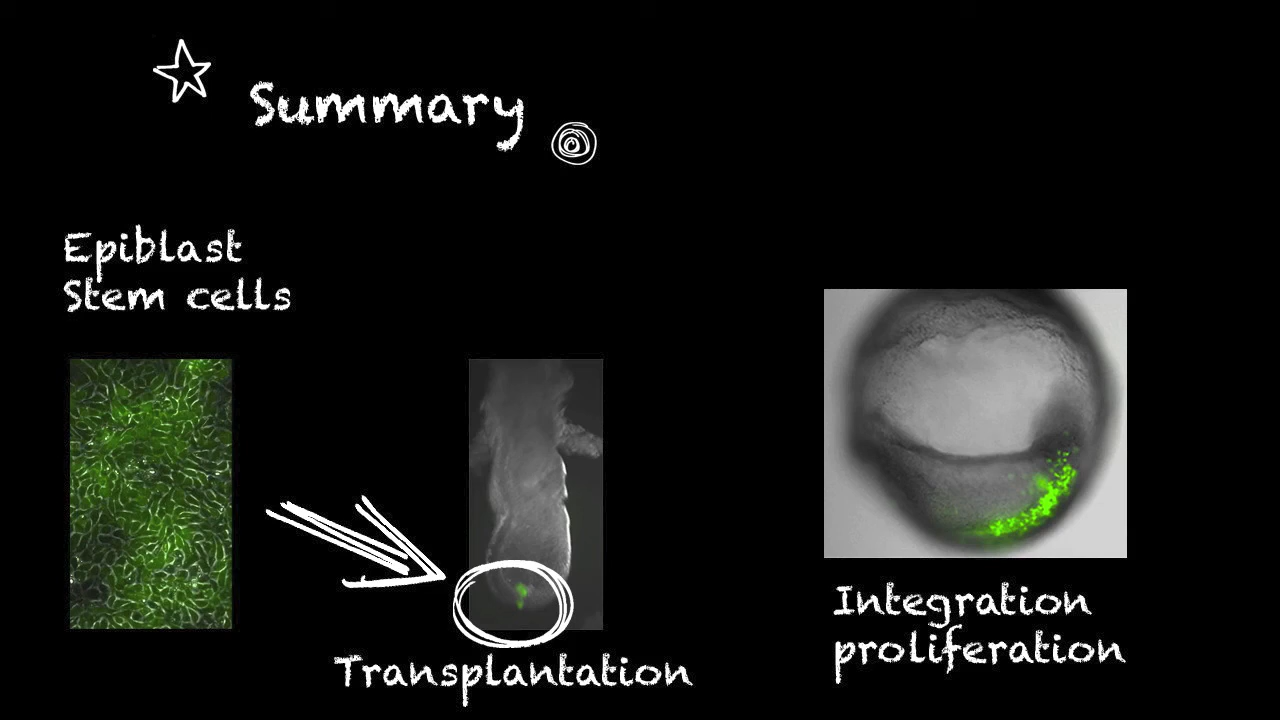 Summary
Epiblast
Stem cells
Transplantation
Integration
proliferation